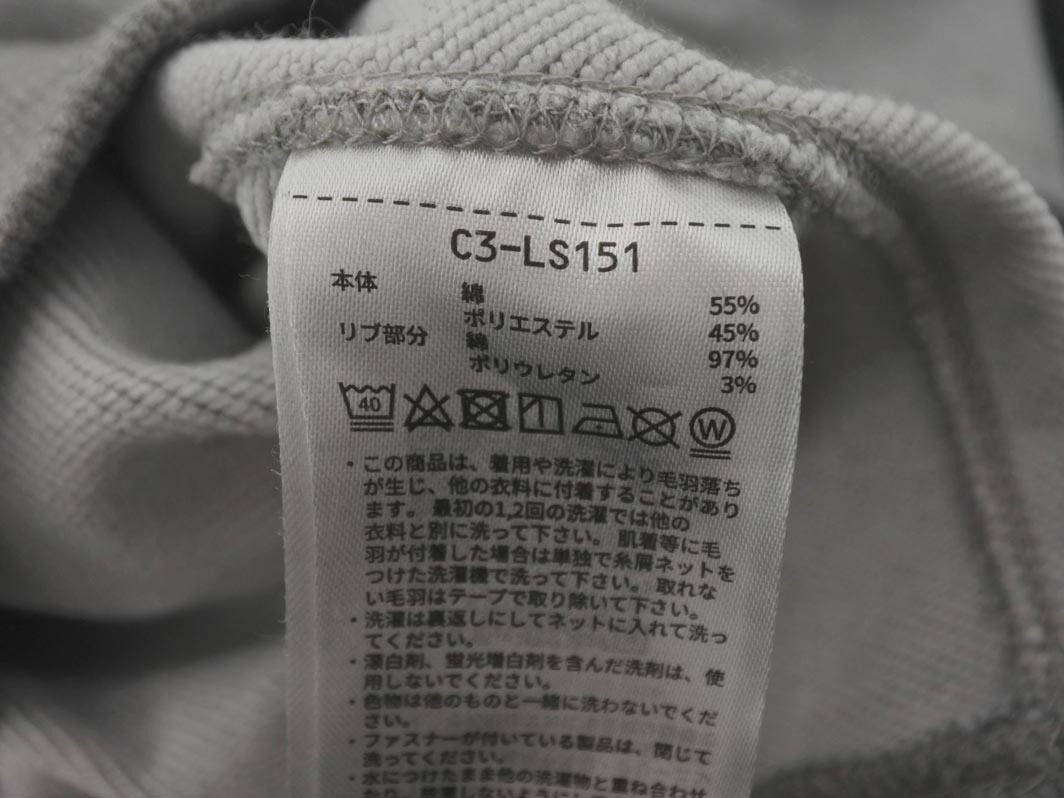 C3-LS151
本体 綿 55%
ポリエステル 45%
リブ部分 綿 97%
ポリウレタン 3%
40 W
・この商品は、着用や洗濯により毛羽落ち
が生じ、他の衣料に付着することがあり
ます。最初の1,2回の洗濯では他の
衣料と別に洗って下さい。肌着等に毛
羽が付着した場合は単独で糸屑ネットを
つけた洗濯機で洗って下さい。取れな
い毛羽はテープで取り除いて下さい。
・洗濯は裏返しにしてネットに入れて洗っ
てください。
・漂白剤、蛍光増白剤を含んだ洗剤は、使
用しないでください。
・色物は他のものと一緒に洗わないでくだ
さい。
・ファスナーが付いている製品は、閉じて
洗ってください。
・水につけたまま他の洗濯物と重ね合わせ
たり、放置しないようにして